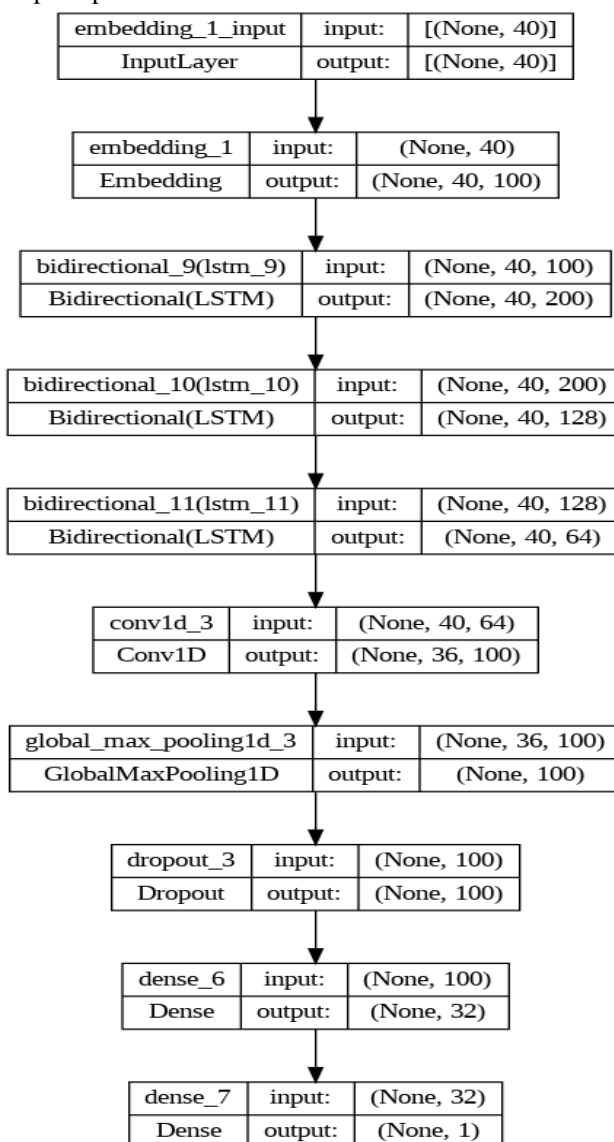 embedding_1_input input: [(None, 40)]
InputLayer output: [(None, 40)]
embedding_1 input: (None, 40)
Embedding output: (None, 40, 100)
bidirectional_9(lstm_9) input: (None, 40, 100)
Bidirectional(LSTM) output: (None, 40, 200)
bidirectional_10(lstm_10) input: (None, 40, 200)
Bidirectional(LSTM) output: (None, 40, 128)
bidirectional_11(lstm_11) input: (None, 40, 128)
Bidirectional(LSTM) output: (None, 40, 64)
conv1d_3 input: (None, 40, 64)
Conv1D output: (None, 36, 100)
global_max_pooling1d_3 input: (None, 36, 100)
GlobalMaxPooling1D output: (None, 100)
dropout_3 input: (None, 100)
Dropout output: (None, 100)
dense_6 input: (None, 100)
Dense output: (None, 32)
dense_7 input: (None, 32)
Dense output: (None, 1)